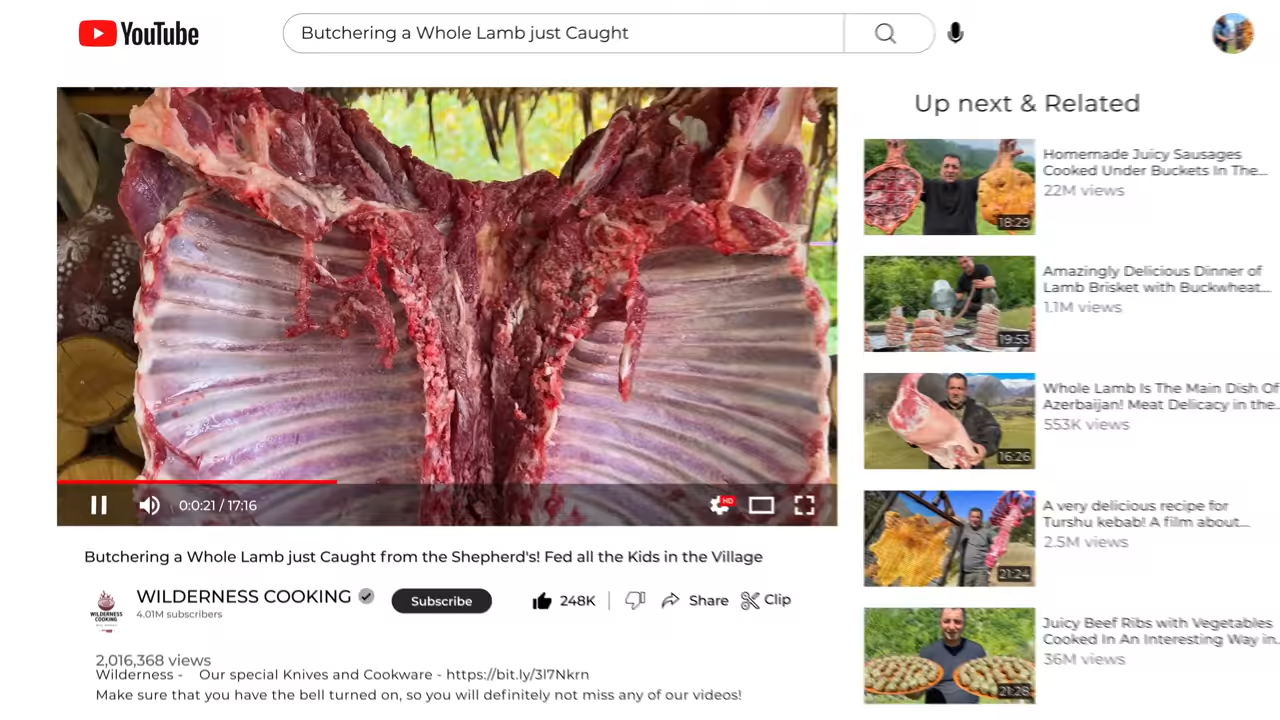 YouTube
Butchering a Whole Lamb just Caught
Up next & Related
Homemade Juicy Sausages
Cooked Under Buckets In The...
22M views
18:29
Amazingly Delicious Dinner of
Lamb Brisket with Buckwheat...
1.1M views
19:53
Whole Lamb Is The Main Dish Of
Azerbaijan! Meat Delicacy in the..
553K views
16:26
A very delicious recipe for
Turshu kebab! A film about...
2.5M views
21:24
Juicy Beef Ribs with Vegetables
Cooked In An Interesting Way in..
36M views
21:28
0:0:21 / 17:16
HD
Butchering a Whole Lamb just Caught from the Shepherd's! Fed all the Kids in the Village
WILDERNESS COOKING
WILDERNESS COOKING
4.01M subscribers
Subscribe
248K
Share
Clip
2,016,368 views
Wilderness - Our special Knives and Cookware - https://bit.ly/3I7Nkrn
Make sure that you have the bell turned on, so you will definitely not miss any of our videos!